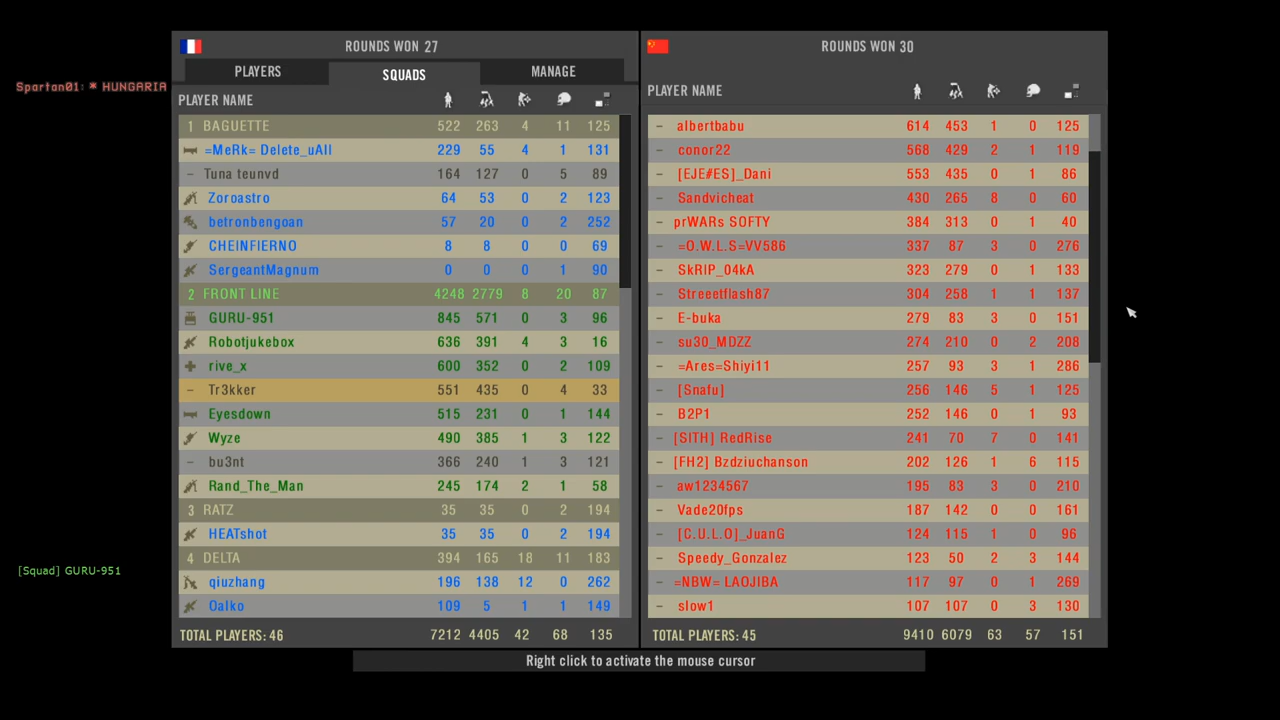 ROUNDS WON 27
PLAYERS SQUADS MANAGE
PLAYER NAME
1 BAGUETTE 522 263 4 11 125
=MeRk= Delete_uAll 229 55 4 1 131
- Tuna teunvd 164 127 0 5 89
Zoroastro 64 53 0 2 123
betronbengoan 57 20 0 2 252
CHEINFIERNO 8 8 0 0 69
SergeantMagnum 0 0 0 1 90
2 FRONT LINE 4248 2779 8 20 87
GURU-951 845 571 0 3 96
Robotjukebox 636 391 4 3 16
rive_x 600 352 0 2 109
- Tr3kker 551 435 0 4 33
Eyesdown 515 231 0 1 144
Wyze 490 385 1 3 122
- bu3nt 366 240 1 3 121
Rand_The_Man 245 174 2 1 58
3 RATZ 35 35 0 2 194
HEATshot 35 35 0 2 194
4 DELTA 394 165 18 11 183
qiuzhang 196 138 12 0 262
Oalko 109 5 1 1 149
TOTAL PLAYERS: 46 7212 4405 42 68 135
ROUNDS WON 30
PLAYER NAME
- albertbabu 614 453 1 0 125
- conor22 568 429 2 1 119
- [EJE#ES]_Dani 553 435 0 1 86
- Sandvicheat 430 265 8 0 60
- prWARs SOFTY 384 313 0 1 40
- =O.W.L.S=VV586 337 87 3 0 276
- SkRIP_04kA 323 279 0 1 133
- Streeetflash87 304 258 1 1 137
- E-buka 279 83 3 0 151
- su30_MDZZ 274 210 0 2 208
- =Ares=Shiyi11 257 93 3 1 286
- [Snafu] 256 146 5 1 125
- B2P1 252 146 0 1 93
- [SITH] RedRise 241 70 7 0 141
- [FH2] Bzdziuchanson 202 126 1 6 115
- aw1234567 195 83 3 0 210
- Vade20fps 187 142 0 0 161
- [C.U.L.O]_JuanG 124 115 1 0 96
- Speedy_Gonzalez 123 50 2 3 144
- =NBW= LAOJIBA 117 97 0 1 269
- slow1 107 107 0 3 130
TOTAL PLAYERS: 45 9410 6079 63 57 151
Spartan01: * HUNGARIA
[Squad] GURU-951
Right click to activate the mouse cursor